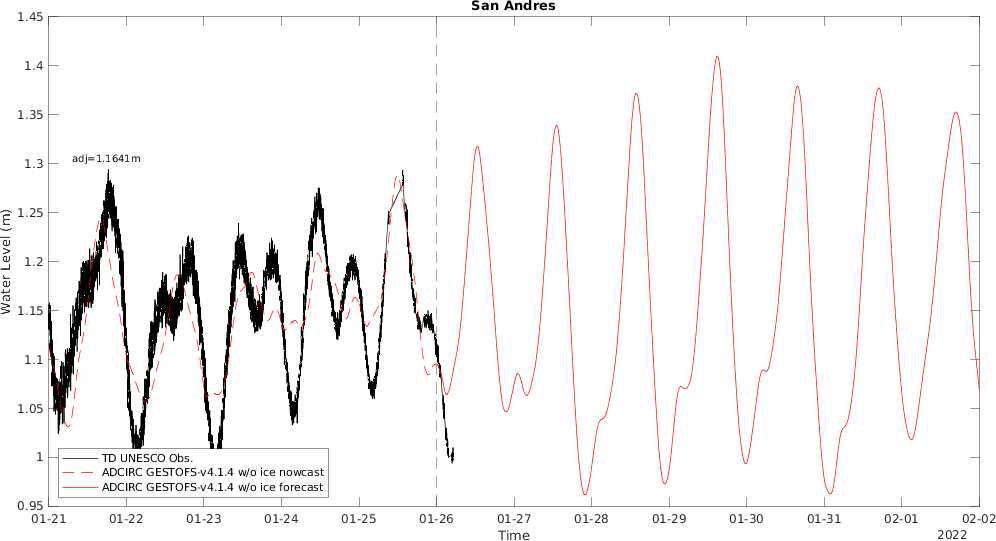 San Andres
1.45
1.4
1.35
1.3
1.25
1.2
1.15
1.1
1.05
1
0.95
Water Level (m)
adj=1.1641m
TD UNESCO Obs.
ADCIRC GESTOFS-v4.1.4 w/o ice nowcast
ADCIRC GESTOFS-v4.1.4 w/o ice forecast
01-21 01-22 01-23 01-24 01-25 01-26 01-27 01-28 01-29 01-30 01-31 02-01 02-02
Time
2022